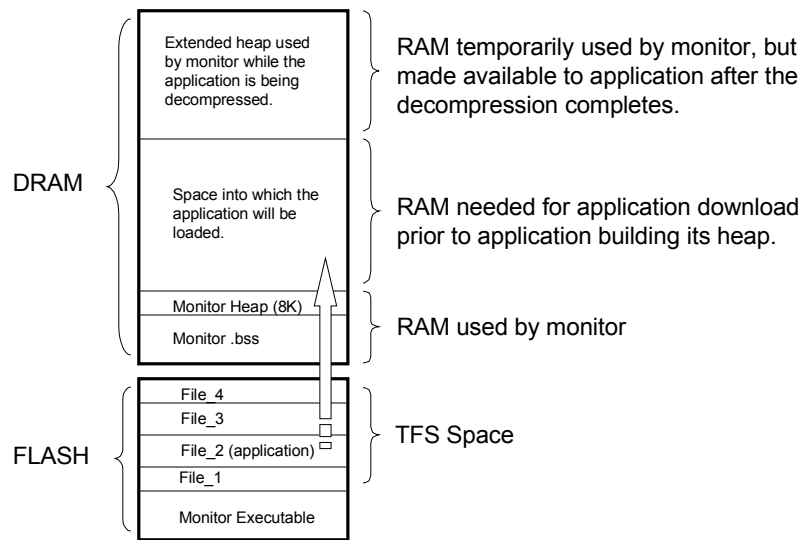 Extended heap used
by monitor while the
application is being
decompressed.
RAM temporarily used by monitor, but
made available to application after the
decompression completes.
DRAM
Space into which the
application will be
loaded.
RAM needed for application download
prior to application building its heap.
Monitor Heap (8K)
Monitor .bss
RAM used by monitor
File_4
File_3
File_2 (application)
File_1
Monitor Executable
FLASH
TFS Space